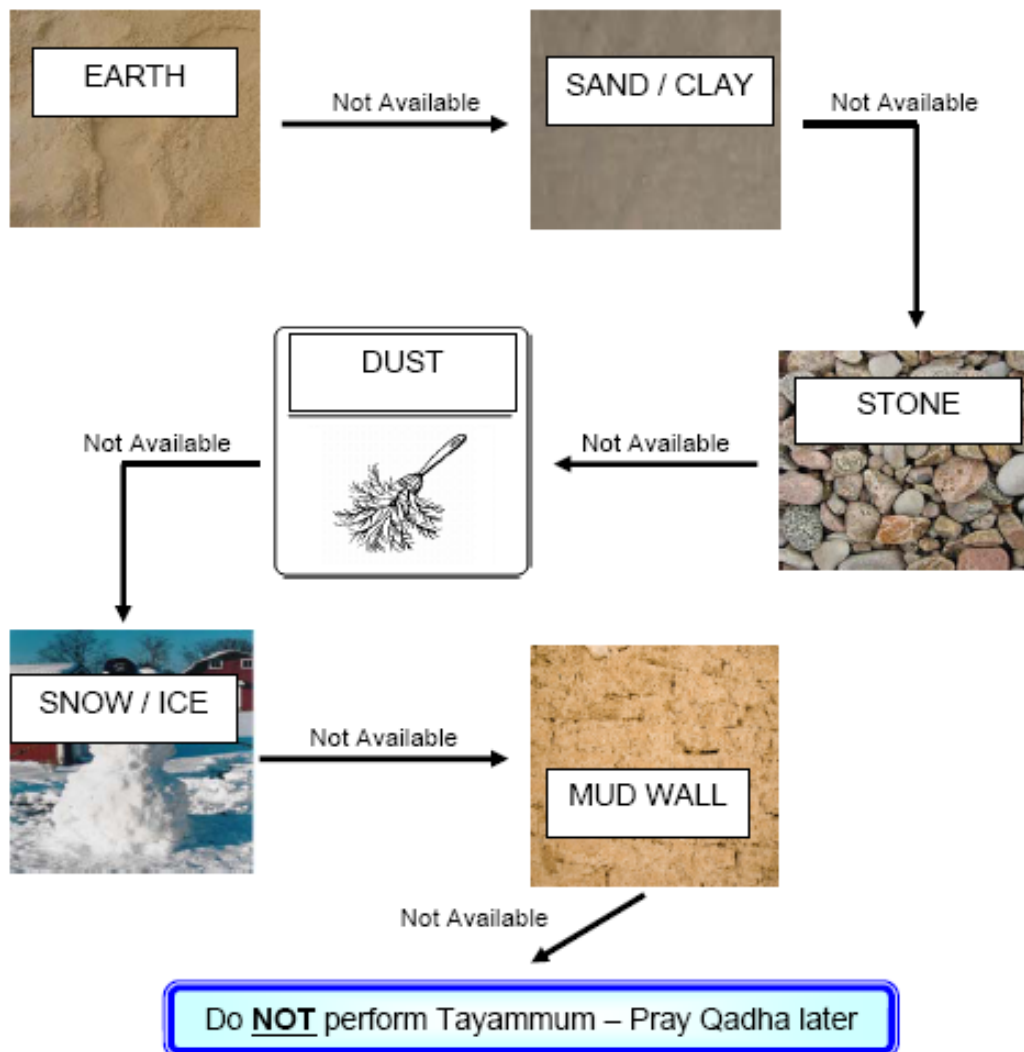 EARTH
Not Available
SAND / CLAY
Not Available
STONE
Not Available
DUST
Not Available
SNOW / ICE
Not Available
MUD WALL
Not Available
Do NOT perform Tayammum – Pray Qadha later